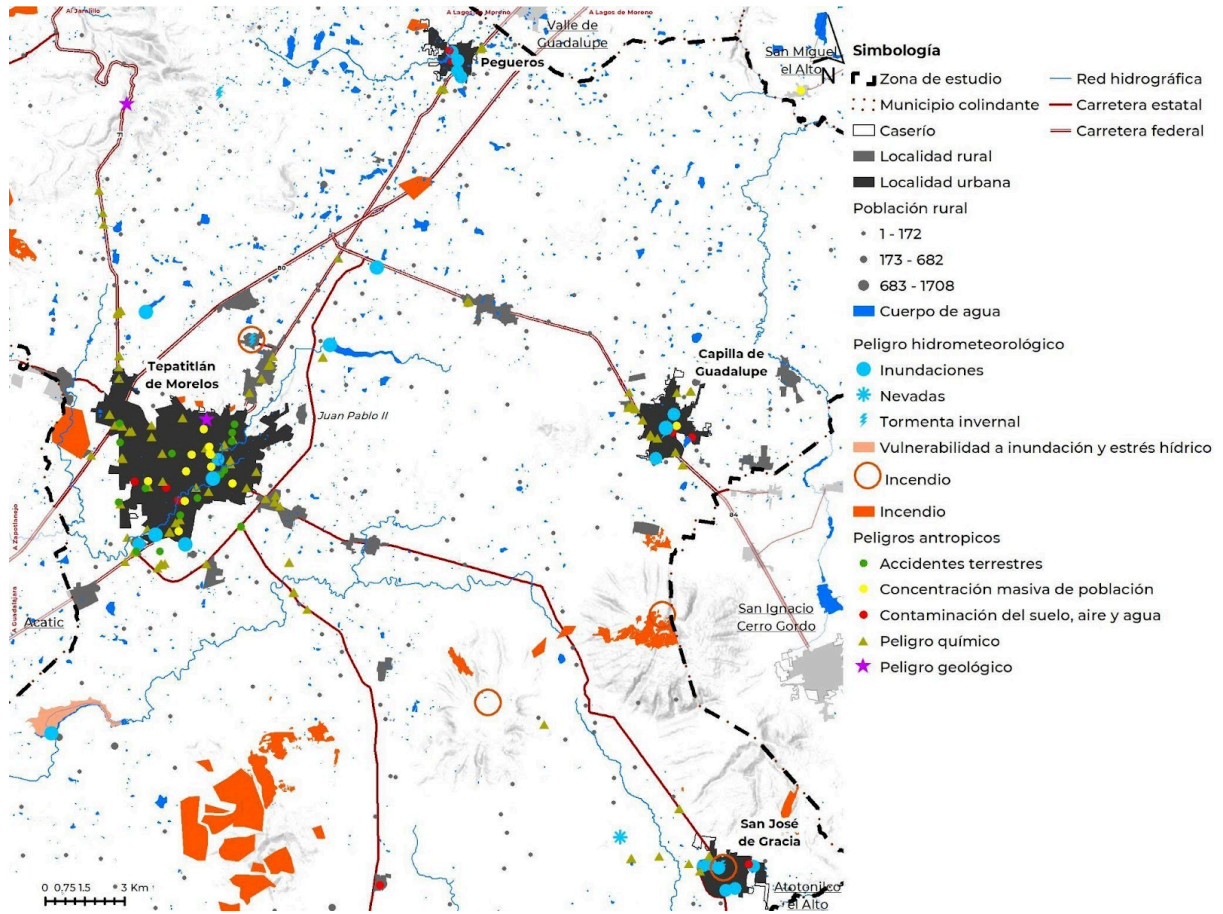 A Jamiltlo
A Lagos de Moreno
A Lagos de Moreno
Valle de
Guadalupe
Pegueros
San Miguel
el Alto
N
80
Tepatitlán
de Morelos
Juan Pablo II
Capilla de
Guadalupe
84
A Zapotlanejo
A Guadalajara
Acatic
San Ignacio
Cerro Gordo
San José
de Gracia
Atotonilco
el Alto
0 0,75 1.5 3 Km
Simbología
Zona de estudio
Municipio colindante
Caserío
Localidad rural
Localidad urbana
Red hidrográfica
Carretera estatal
Carretera federal
Población rural
1 - 172
173 - 682
683 - 1708
Cuerpo de agua
Peligro hidrometeorológico
Inundaciones
Nevadas
Tormenta invernal
Vulnerabilidad a inundación y estrés hídrico
Incendio
Incendio
Peligros antropicos
Accidentes terrestres
Concentración masiva de población
Contaminación del suelo, aire y agua
Peligro químico
Peligro geológico